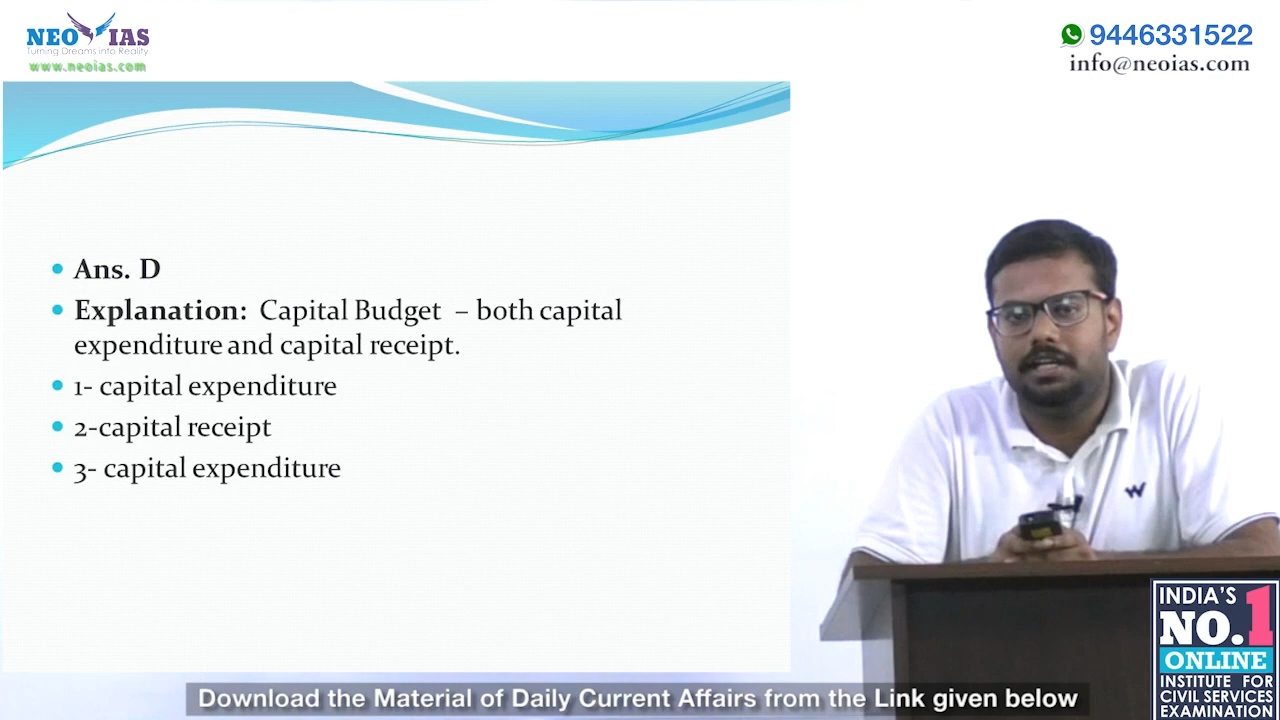 NEO IAS
Turning Dreams into Reality
www.neoias.com
9446331522
info@neoias.com
• Ans. D
• Explanation: Capital Budget – both capital
expenditure and capital receipt.
• 1- capital expenditure
• 2-capital receipt
• 3- capital expenditure
W
INDIA'S
NO.1
ONLINE
INSTITUTE FOR
CIVIL SERVICES
EXAMINATION
Download the Material of Daily Current Affairs from the Link given below